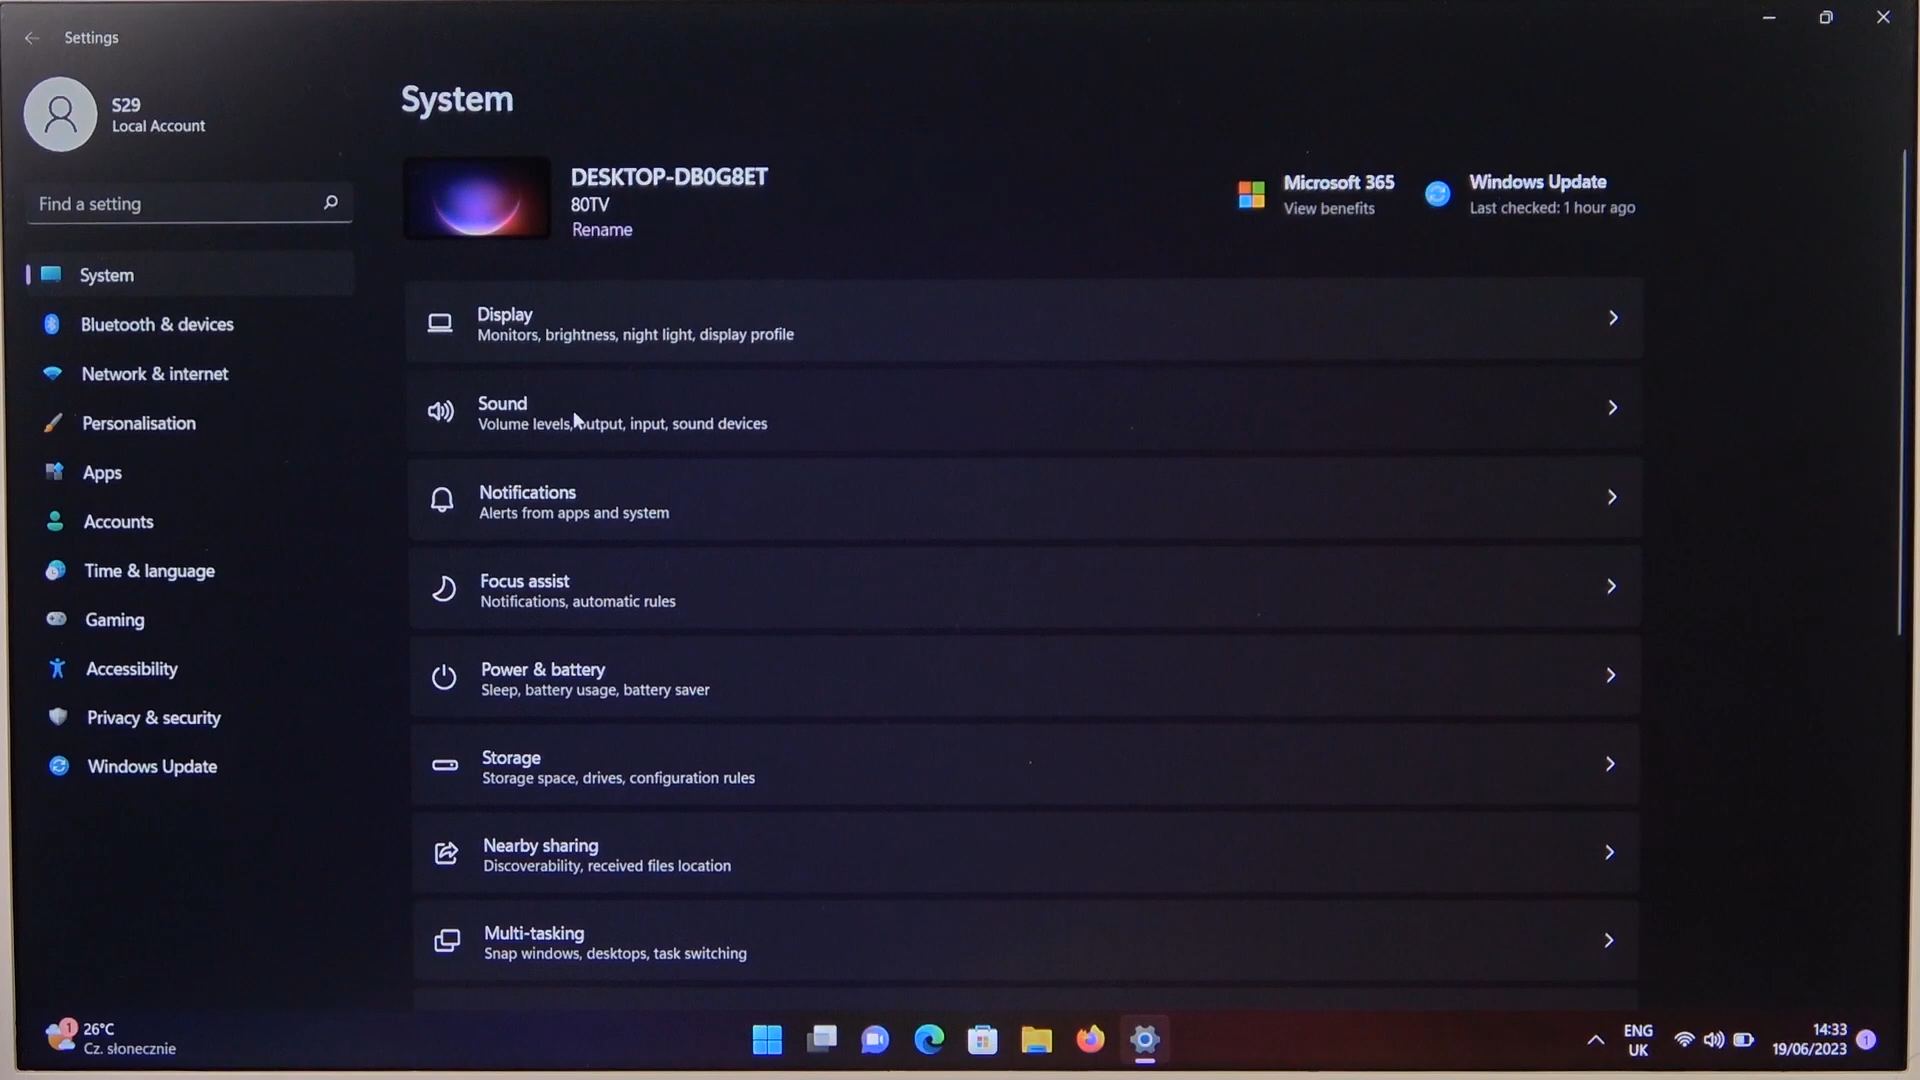 Settings
S29
Local Account
Find a setting
System
Bluetooth & devices
Network & internet
Personalisation
Apps
Accounts
Time & language
Gaming
Accessibility
Privacy & security
Windows Update
System
DESKTOP-DB0G8ET
80TV
Rename
Microsoft 365
View benefits
Windows Update
Last checked: 1 hour ago
Display
Monitors, brightness, night light, display profile
Sound
Volume levels, output, input, sound devices
Notifications
Alerts from apps and system
Focus assist
Notifications, automatic rules
Power & battery
Sleep, battery usage, battery saver
Storage
Storage space, drives, configuration rules
Nearby sharing
Discoverability, received files location
Multi-tasking
Snap windows, desktops, task switching
1
26°C
Cz. słonecznie
ENG
UK
14:33
19/06/2023
1